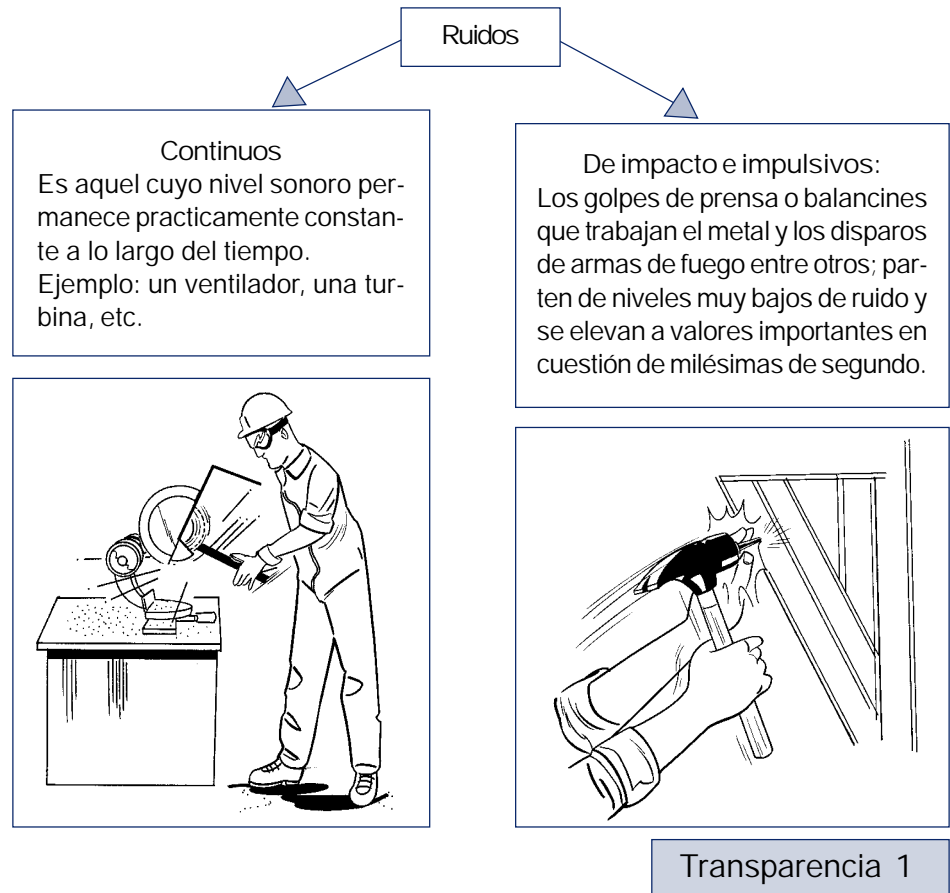 Ruidos
Continuos
Es aquel cuyo nivel sonoro per-
manece practicamente constan-
te a lo largo del tiempo.
Ejemplo: un ventilador, una tur-
bina, etc.
De impacto e impulsivos:
Los golpes de prensa o balancines
que trabajan el metal y los disparos
de armas de fuego entre otros; par-
ten de niveles muy bajos de ruido y
se elevan a valores importantes en
cuestión de milésimas de segundo.
Transparencia 1